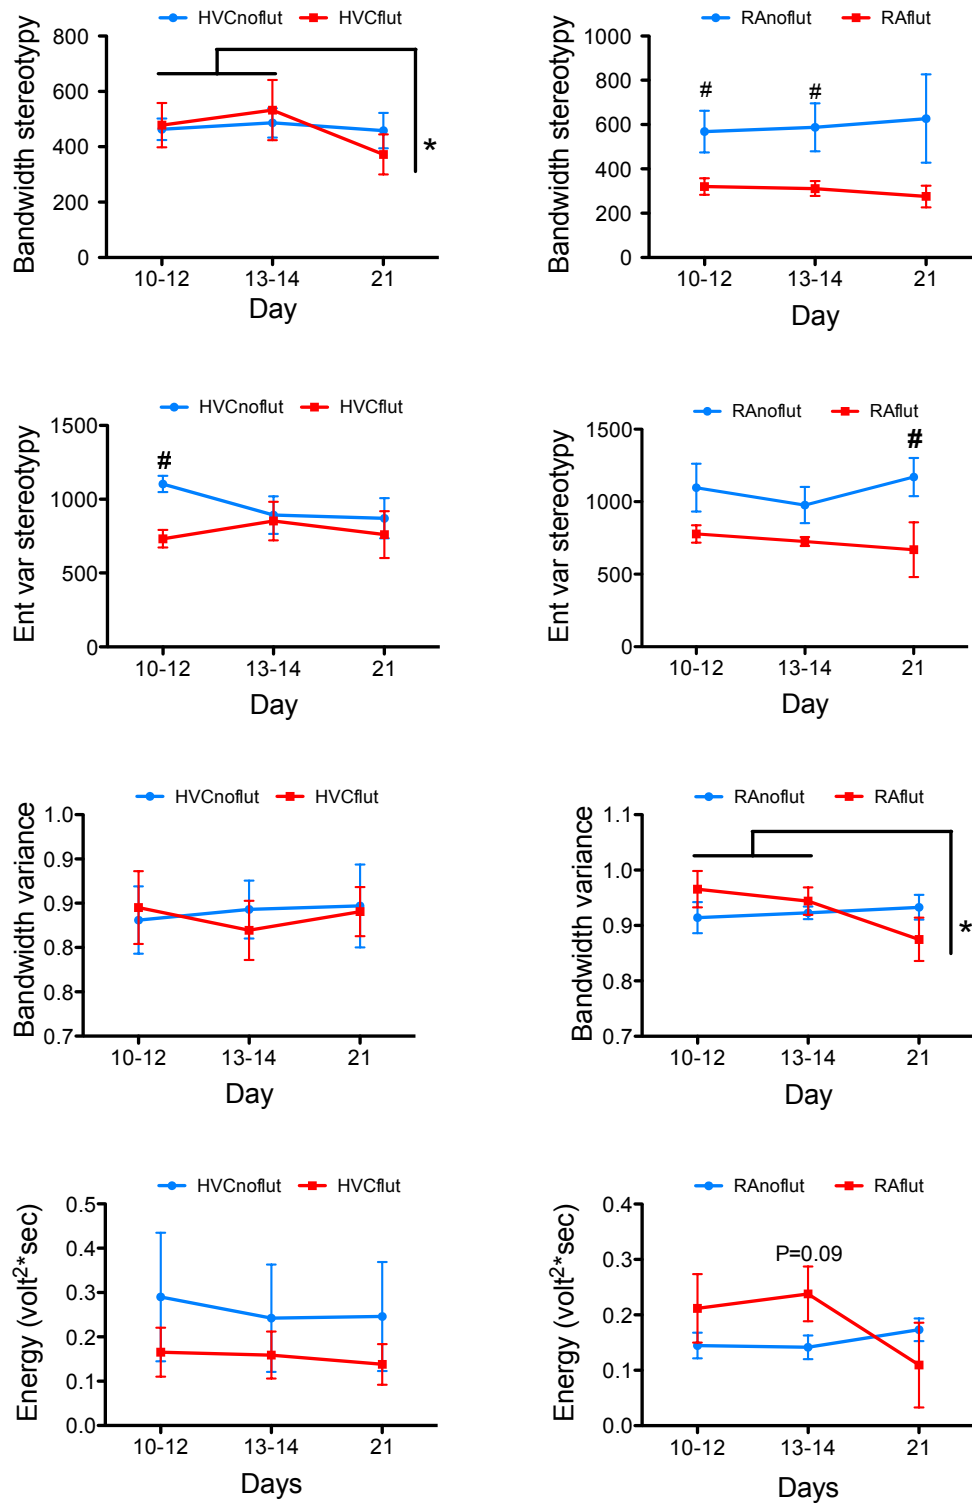 HVCnoflut HVCflut
Bandwidth stereotypy
800
600
400
200
0
*
10-12 13-14 21
Day
RAnoflut RAflut
Bandwidth stereotypy
1000
800
600
400
200
0
# #
10-12 13-14 21
Day
HVCnoflut HVCflut
Ent var stereotypy
1500
1000
500
0
#
10-12 13-14 21
Day
RAnoflut RAflut
Ent var stereotypy
1500
1000
500
0
#
10-12 13-14 21
Day
HVCnoflut HVCflut
Bandwidth variance
1.0
0.9
0.9
0.8
0.8
0.7
10-12 13-14 21
Day
RAnoflut RAflut
Bandwidth variance
1.1
1.0
0.9
0.8
0.7
*
10-12 13-14 21
Day
HVCnoflut HVCflut
Energy (volt²*sec)
0.5
0.4
0.3
0.2
0.1
0.0
10-12 13-14 21
Days
RAnoflut RAflut
Energy (volt²*sec)
0.4
0.3
0.2
0.1
0.0
P=0.09
10-12 13-14 21
Days